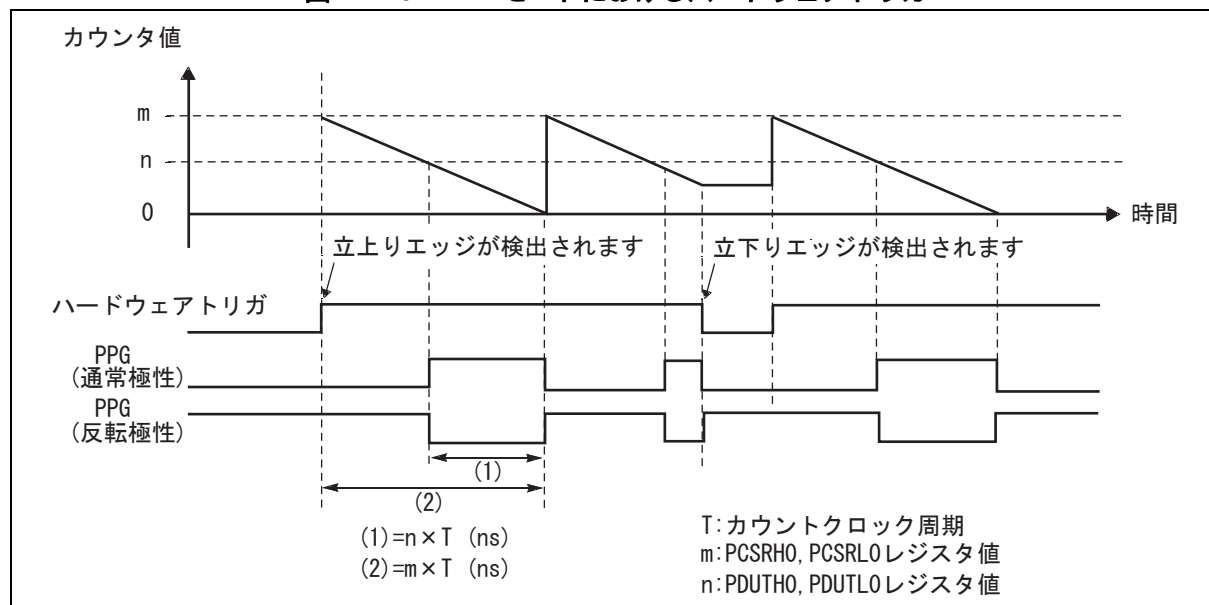 カウンタ値
m
n
0
時間
立上りエッジが検出されます
立下りエッジが検出されます
ハードウェアトリガ
PPG
(通常極性)
PPG
(反転極性)
(1)
(2)
(1)=n×T (ns)
(2)=m×T (ns)
T:カウントクロック周期
m:PCSRH0,PCSRL0レジスタ値
n:PDUTH0,PDUTL0レジスタ値